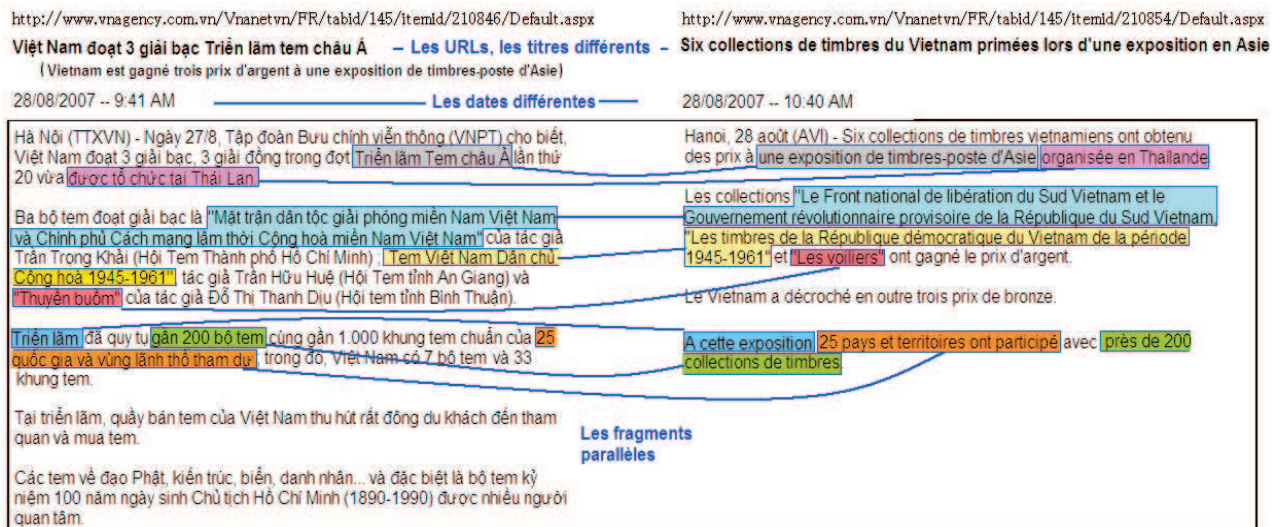 http://www.vnagency.com.vn/Vnanetvn/FR/tabid/145/itemid/210846/Default.aspx
http://www.vnagency.com.vn/Vnanetvn/FR/tabid/145/itemid/210854/Default.aspx
Việt Nam đoạt 3 giải bạc Triển lãm tem châu Á – Les URLs, les titres différents – Six collections de timbres du Vietnam primées lors d'une exposition en Asie
(Vietnam est gagné trois prix d'argent à une exposition de timbres-poste d'Asie)
28/08/2007 -- 9:41 AM Les dates différentes 28/08/2007 -- 10:40 AM
Hà Nội (TTXVN) - Ngày 27/8, Tập đoàn Bưu chính viễn thông (VNPT) cho biết,
Việt Nam đoạt 3 giải bạc, 3 giải đồng trong đợt Triển lãm Tem châu Á lần thứ
20 vừa được tổ chức tại Thái Lan.
Ba bộ tem đoạt giải bạc là "Mặt trận dân tộc giải phóng miền Nam Việt Nam
và Chính phủ Cách mạng lâm thời Cộng hoà miền Nam Việt Nam" của tác giả
Trần Trọng Khải (Hội Tem Thành phố Hồ Chí Minh) ; Tem Việt Nam Dân chủ
Cộng hoà 1945-1961", tác giả Trần Hữu Huệ (Hội Tem tỉnh An Giang) và
"Thuyền buồm" của tác giả Đỗ Thị Thanh Dịu (Hội tem tỉnh Bình Thuận).
Triển lãm đã quy tụ gần 200 bộ tem cùng gần 1.000 khung tem chuẩn của 25
quốc gia và vùng lãnh thổ tham dự; trong đó, Việt Nam có 7 bộ tem và 33
khung tem.
Tại triển lãm, quầy bán tem của Việt Nam thu hút rất đông du khách đến tham
quan và mua tem.
Các tem về đạo Phật, kiến trúc, biển, danh nhân... và đặc biệt là bộ tem kỷ
niệm 100 năm ngày sinh Chủ tịch Hồ Chí Minh (1890-1990) được nhiều người
quan tâm.
Hanoi, 28 août (AVI) - Six collections de timbres vietnamiens ont obtenu
des prix à une exposition de timbres-poste d'Asie organisée en Thaïlande
Les collections "Le Front national de libération du Sud Vietnam et le
Gouvernement révolutionnaire provisoire de la République du Sud Vietnam,
"Les timbres de la République démocratique du Vietnam de la période
1945-1961" et "Les voiliers" ont gagné le prix d'argent.
Le Vietnam a décroché en outre trois prix de bronze.
A cette exposition 25 pays et territoires ont participé avec près de 200
collections de timbres.
Les fragments
parallèles